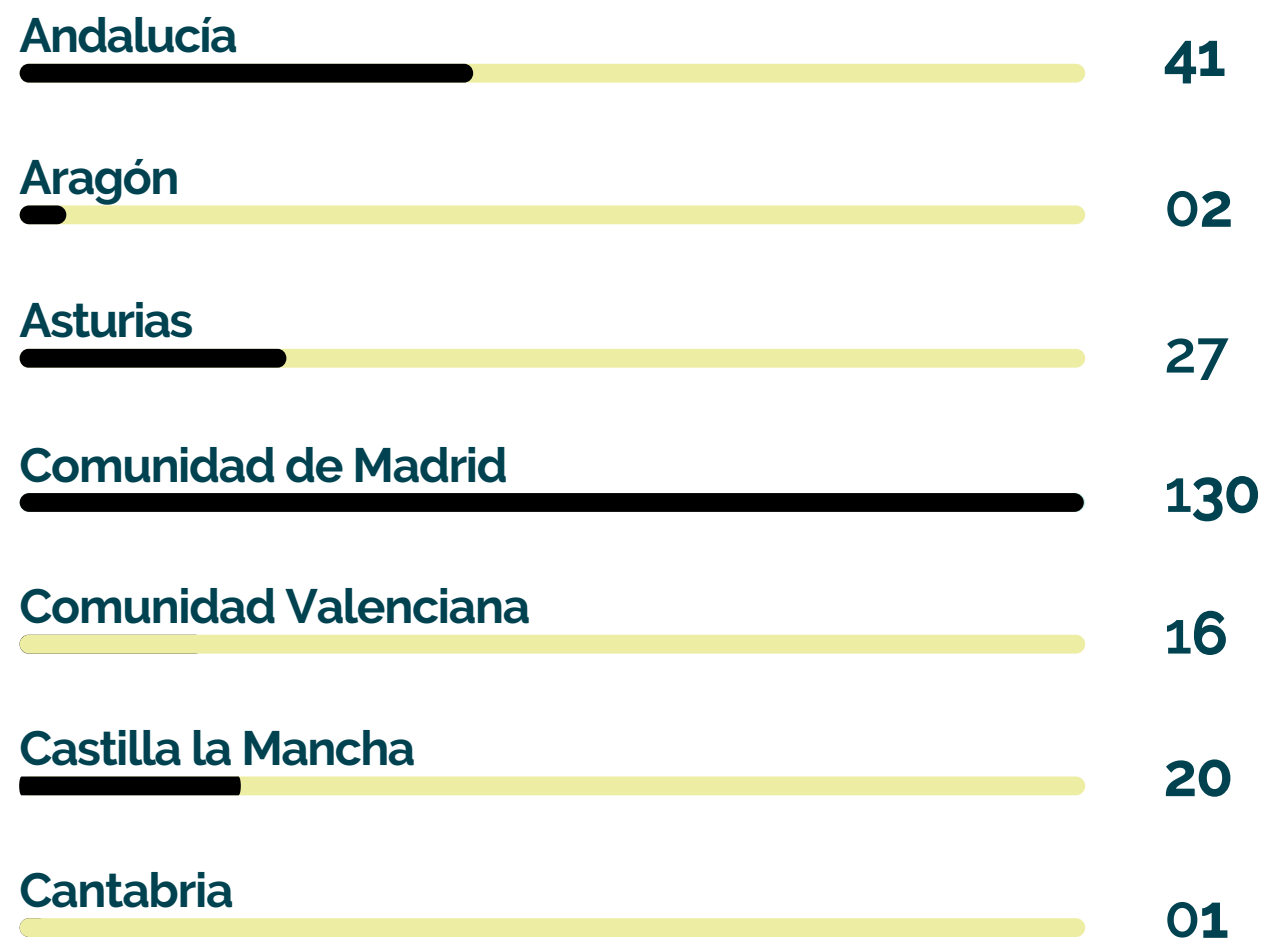 Andalucía
41
Aragón
02
Asturias
27
Comunidad de Madrid
130
Comunidad Valenciana
16
Castilla la Mancha
20
Cantabria
01